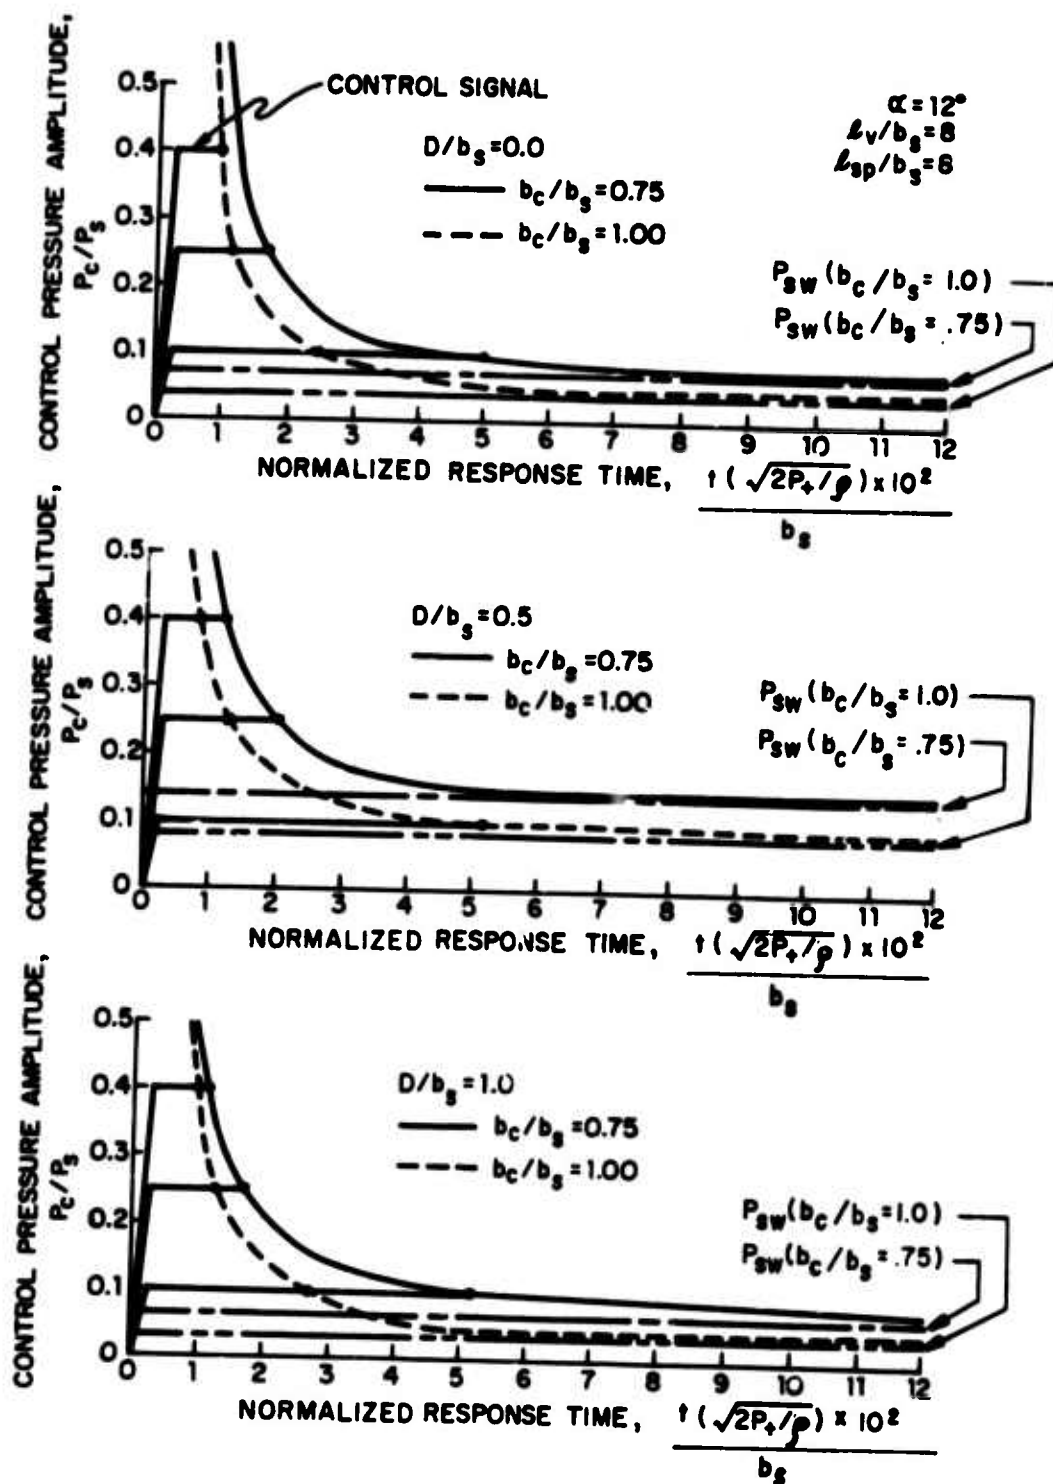 CONTROL PRESSURE AMPLITUDE,
P_c/P_s
0.5
0.4
0.3
0.2
0.1
0
CONTROL SIGNAL
D/b_s=0.0
b_c/b_s=0.75
b_c/b_s=1.00
α=12°
ℓ_v/b_s=8
ℓ_sp/b_s=8
P_sw(b_c/b_s=1.0)
P_sw(b_c/b_s=.75)
0 1 2 3 4 5 6 7 8 9 10 11 12
NORMALIZED RESPONSE TIME, t(√2P_+/ρ)×10²
b_s
CONTROL PRESSURE AMPLITUDE,
P_c/P_s
0.5
0.4
0.3
0.2
0.1
0
D/b_s=0.5
b_c/b_s=0.75
b_c/b_s=1.00
P_sw(b_c/b_s=1.0)
P_sw(b_c/b_s=.75)
0 1 2 3 4 5 6 7 8 9 10 11 12
NORMALIZED RESPONSE TIME, t(√2P_+/ρ)×10²
b_s
CONTROL PRESSURE AMPLITUDE,
P_c/P_s
0.5
0.4
0.3
0.2
0.1
0
D/b_s=1.0
b_c/b_s=0.75
b_c/b_s=1.00
P_sw(b_c/b_s=1.0)
P_sw(b_c/b_s=.75)
0 1 2 3 4 5 6 7 8 9 10 11 12
NORMALIZED RESPONSE TIME, t(√2P_+/ρ)×10²
b_s